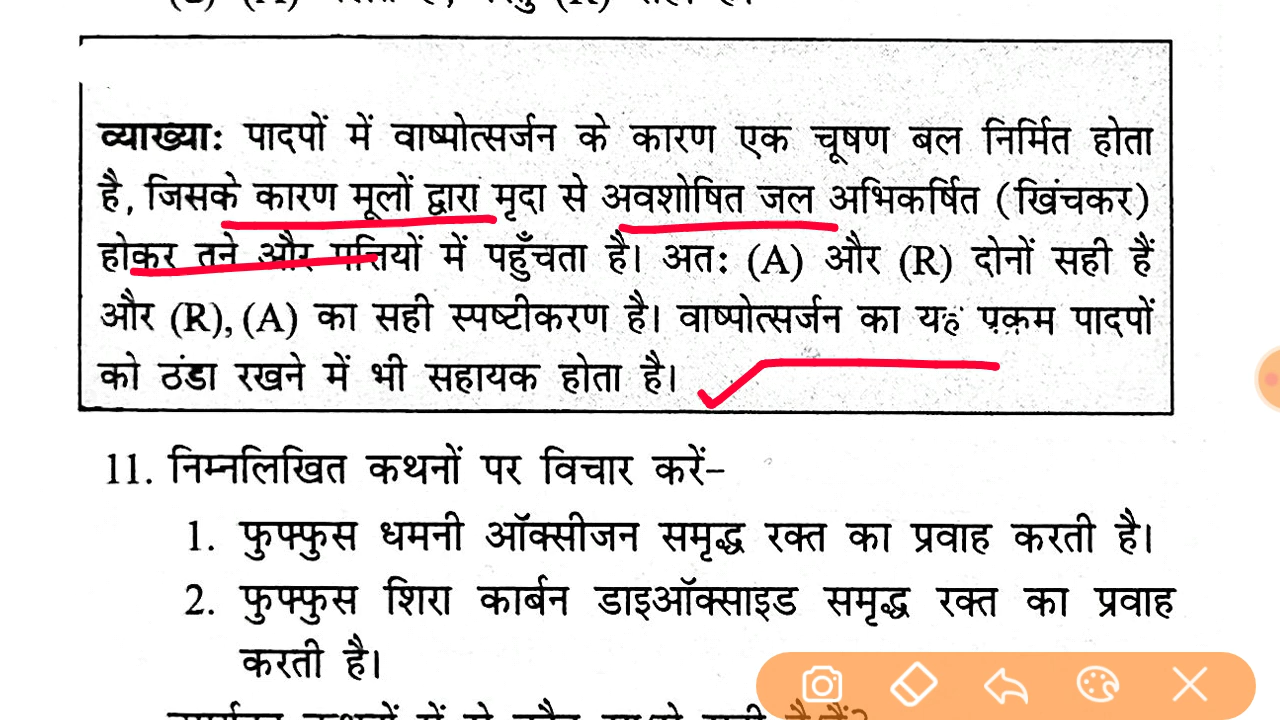 व्याख्याः पादपों में वाष्पोत्सर्जन के कारण एक चूषण बल निर्मित होता
है, जिसके कारण मूलों द्वारा मृदा से अवशोषित जल अभिकर्षित (खिंचकर)
होकर तने और पत्तियों में पहुँचता है। अतः (A) और (R) दोनों सही हैं
और (R), (A) का सही स्पष्टीकरण है। वाष्पोत्सर्जन का यह प्रक्रम पादपों
को ठंडा रखने में भी सहायक होता है।
11. निम्नलिखित कथनों पर विचार करें–
1. फुफ्फुस धमनी ऑक्सीजन समृद्ध रक्त का प्रवाह करती है।
2. फुफ्फुस शिरा कार्बन डाइऑक्साइड समृद्ध रक्त का प्रवाह
करती है।